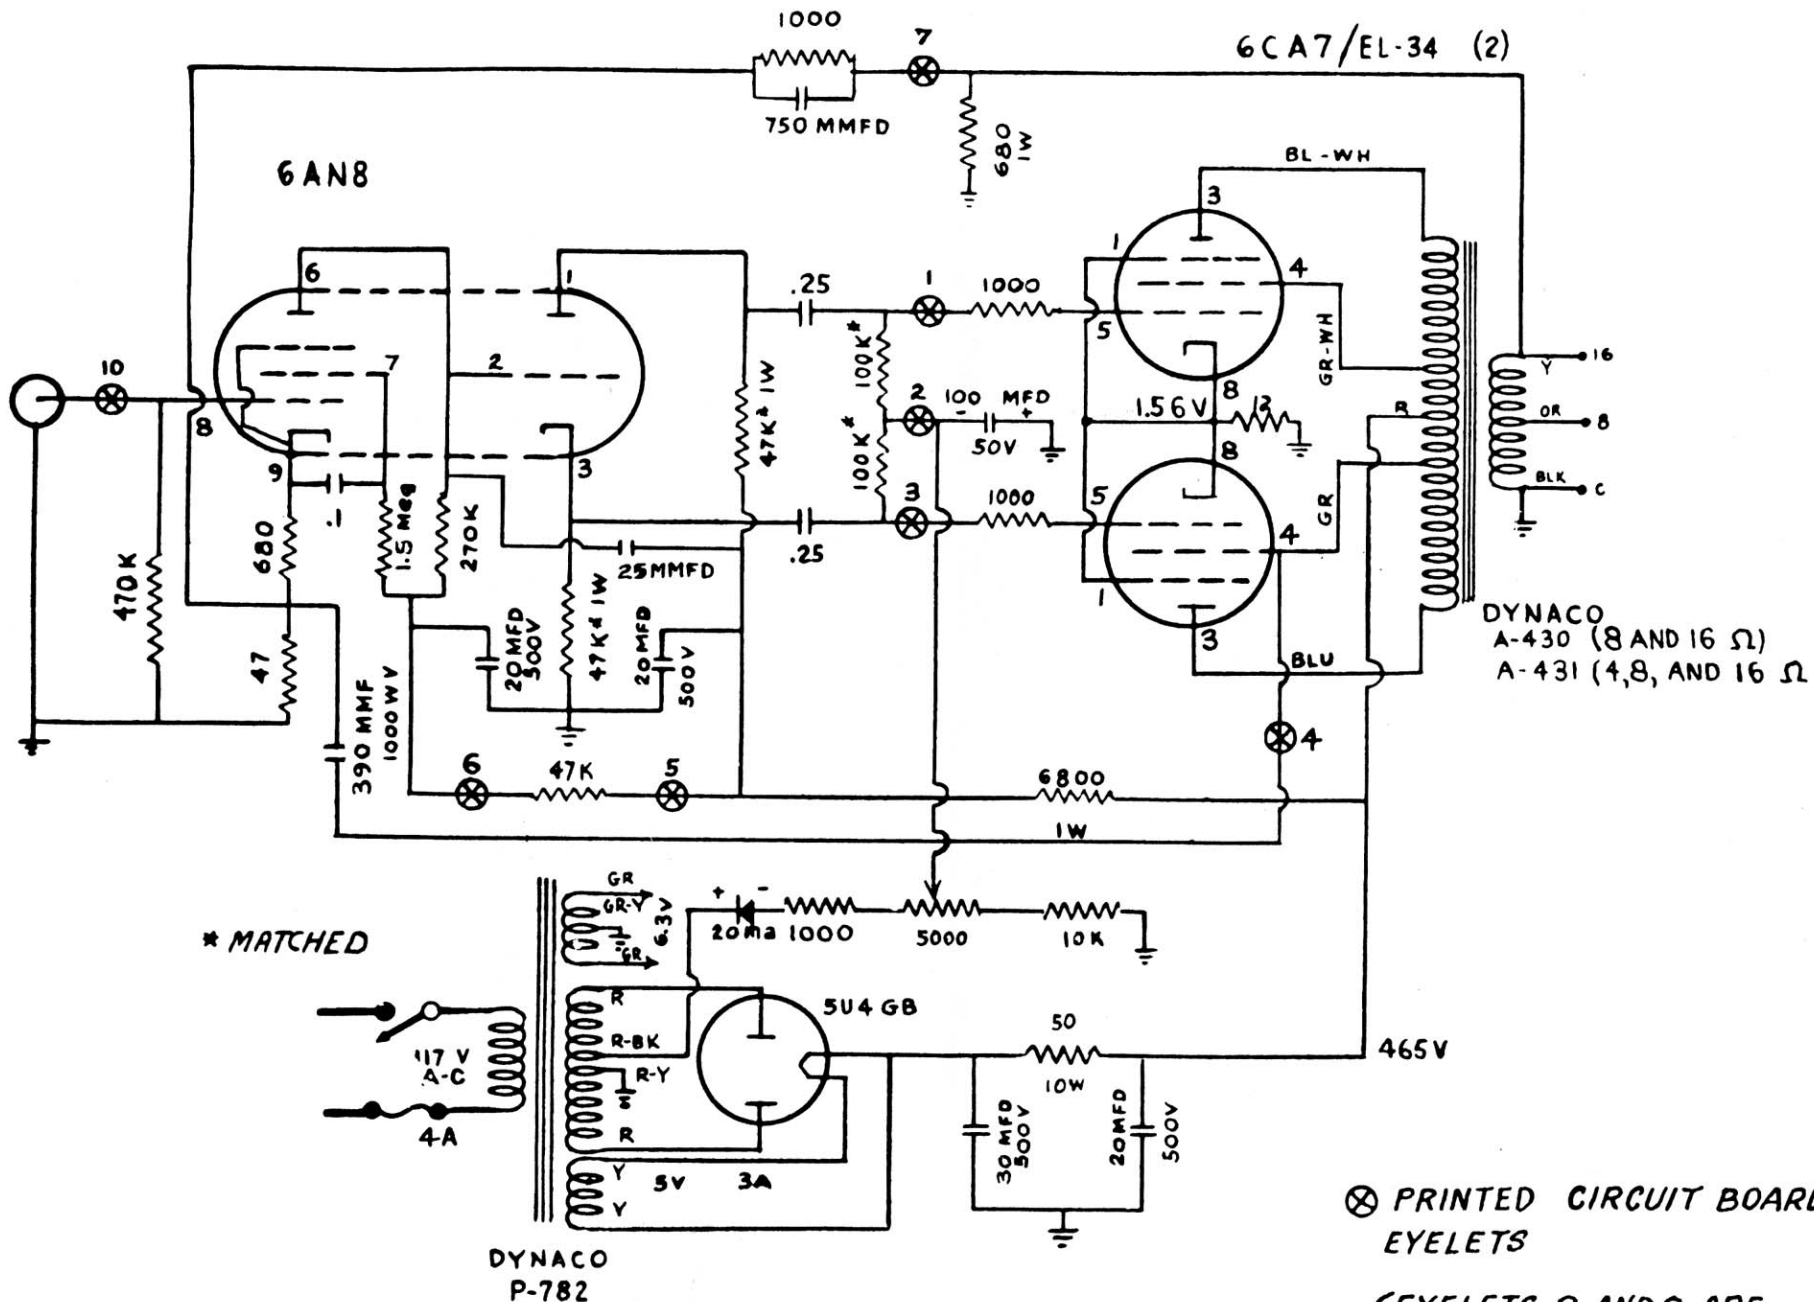 1000
7
6CA7/EL-34 (2)
750 MMFD
680
1W
BL-WH
6AN8
3
6
1
1
4
.25
1
1000
5
GR-WH
10
7
2
100K*
47K* 1W
8
16
Y
2
100 MFD
- +
50V
1.56V
12
R
OR
8
8
8
9
3
100K*
3
1000
5
GR
BLK
C
.1
1.5 Meg
270K
.25
4
470K
680
25MMFD
1
20 MFD
500V
47K* 1W
20 MFD
500V
3
DYNACO
A-430 (8 AND 16 Ω)
BLU
A-431 (4,8, AND 16 Ω
47
390 MMF
1000WV
4
6
47K
5
6800
1W
GR
GR-Y
6.3V
GR
+ -
20ma
1000
5000
10K
* MATCHED
R
5U4 GB
R-BK
50
465V
117 V
A-C
R-Y
10W
4A
R
30MFD
500V
20MFD
500V
Y
5V
3A
Y
⊗ PRINTED CIRCUIT BOARD
EYELETS
DYNACO
P-782